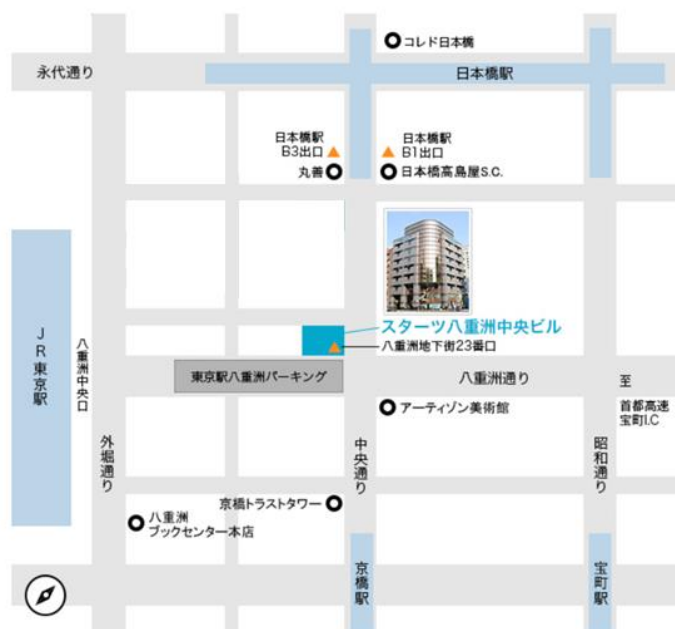 コレド日本橋
永代通り
日本橋駅
日本橋駅
B3出口
日本橋駅
B1出口
丸善
日本橋高島屋S.C.
スターツ八重洲中央ビル
八重洲地下街23番口
JR東京駅
八重洲中央口
東京駅八重洲パーキング
八重洲通り
至
首都高速
宝町I.C
アーティゾン美術館
外堀通り
中央通り
昭和通り
京橋トラストタワー
八重洲
ブックセンター本店
京橋駅
宝町駅